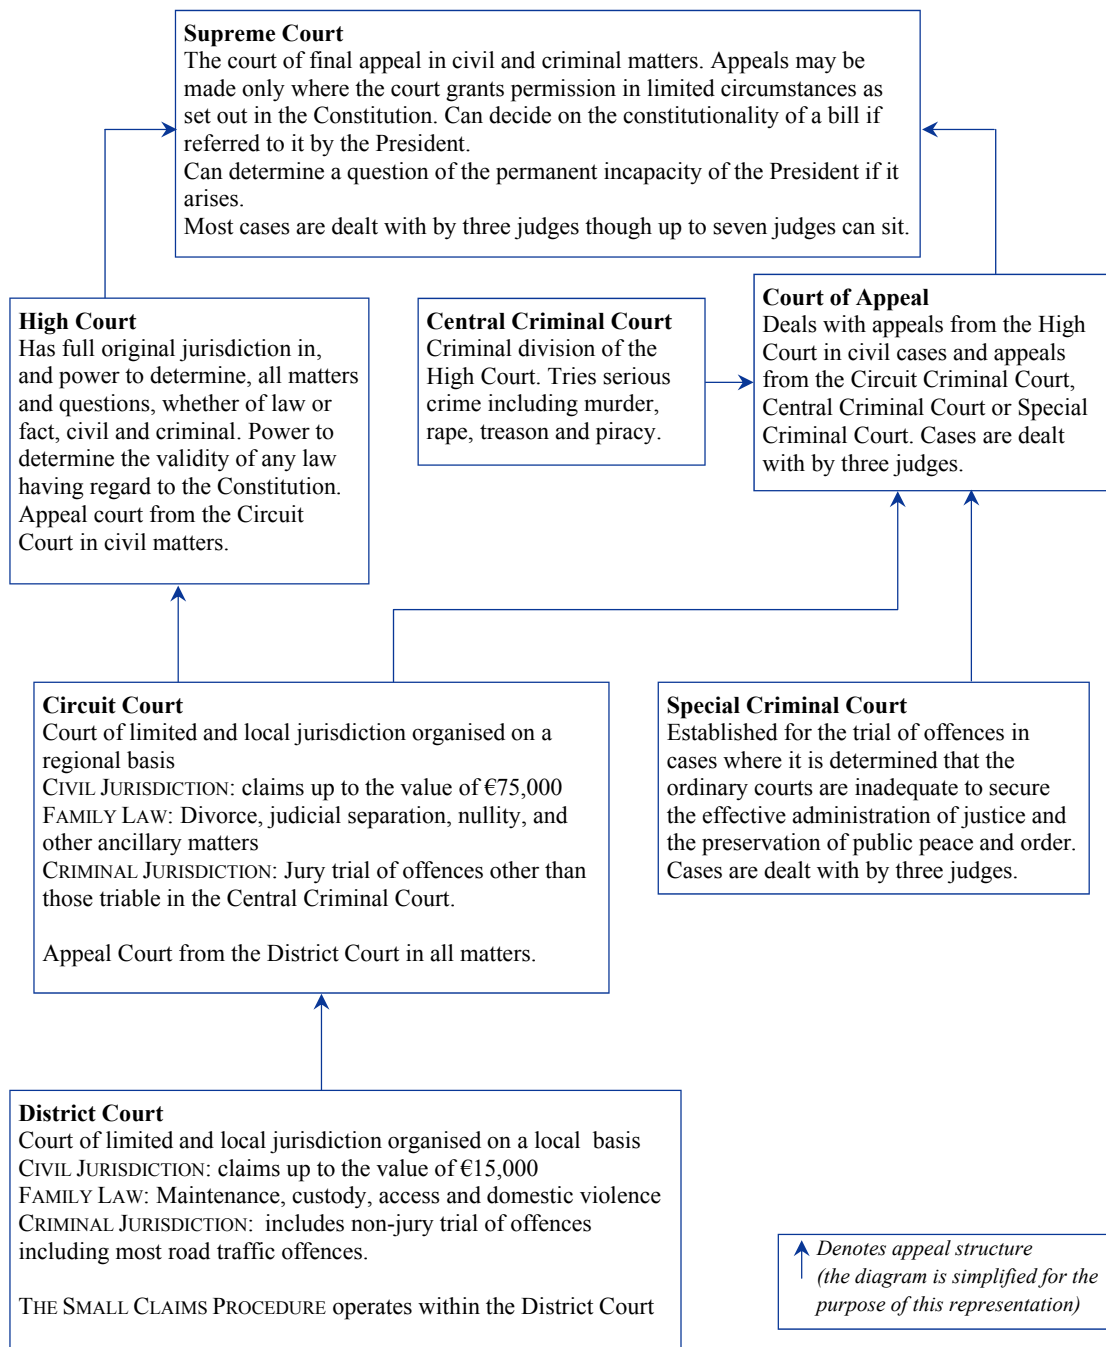 Supreme Court
The court of final appeal in civil and criminal matters. Appeals may be
made only where the court grants permission in limited circumstances as
set out in the Constitution. Can decide on the constitutionality of a bill if
referred to it by the President.
Can determine a question of the permanent incapacity of the President if it
arises.
Most cases are dealt with by three judges though up to seven judges can sit.
High Court
Has full original jurisdiction in,
and power to determine, all matters
and questions, whether of law or
fact, civil and criminal. Power to
determine the validity of any law
having regard to the Constitution.
Appeal court from the Circuit
Court in civil matters.
Central Criminal Court
Criminal division of the
High Court. Tries serious
crime including murder,
rape, treason and piracy.
Court of Appeal
Deals with appeals from the High
Court in civil cases and appeals
from the Circuit Criminal Court,
Central Criminal Court or Special
Criminal Court. Cases are dealt
with by three judges.
Circuit Court
Court of limited and local jurisdiction organised on a
regional basis
CIVIL JURISDICTION: claims up to the value of €75,000
FAMILY LAW: Divorce, judicial separation, nullity, and
other ancillary matters
CRIMINAL JURISDICTION: Jury trial of offences other than
those triable in the Central Criminal Court.
Appeal Court from the District Court in all matters.
Special Criminal Court
Established for the trial of offences in
cases where it is determined that the
ordinary courts are inadequate to secure
the effective administration of justice and
the preservation of public peace and order.
Cases are dealt with by three judges.
District Court
Court of limited and local jurisdiction organised on a local basis
CIVIL JURISDICTION: claims up to the value of €15,000
FAMILY LAW: Maintenance, custody, access and domestic violence
CRIMINAL JURISDICTION: includes non-jury trial of offences
including most road traffic offences.
THE SMALL CLAIMS PROCEDURE operates within the District Court
Denotes appeal structure
(the diagram is simplified for the
purpose of this representation)